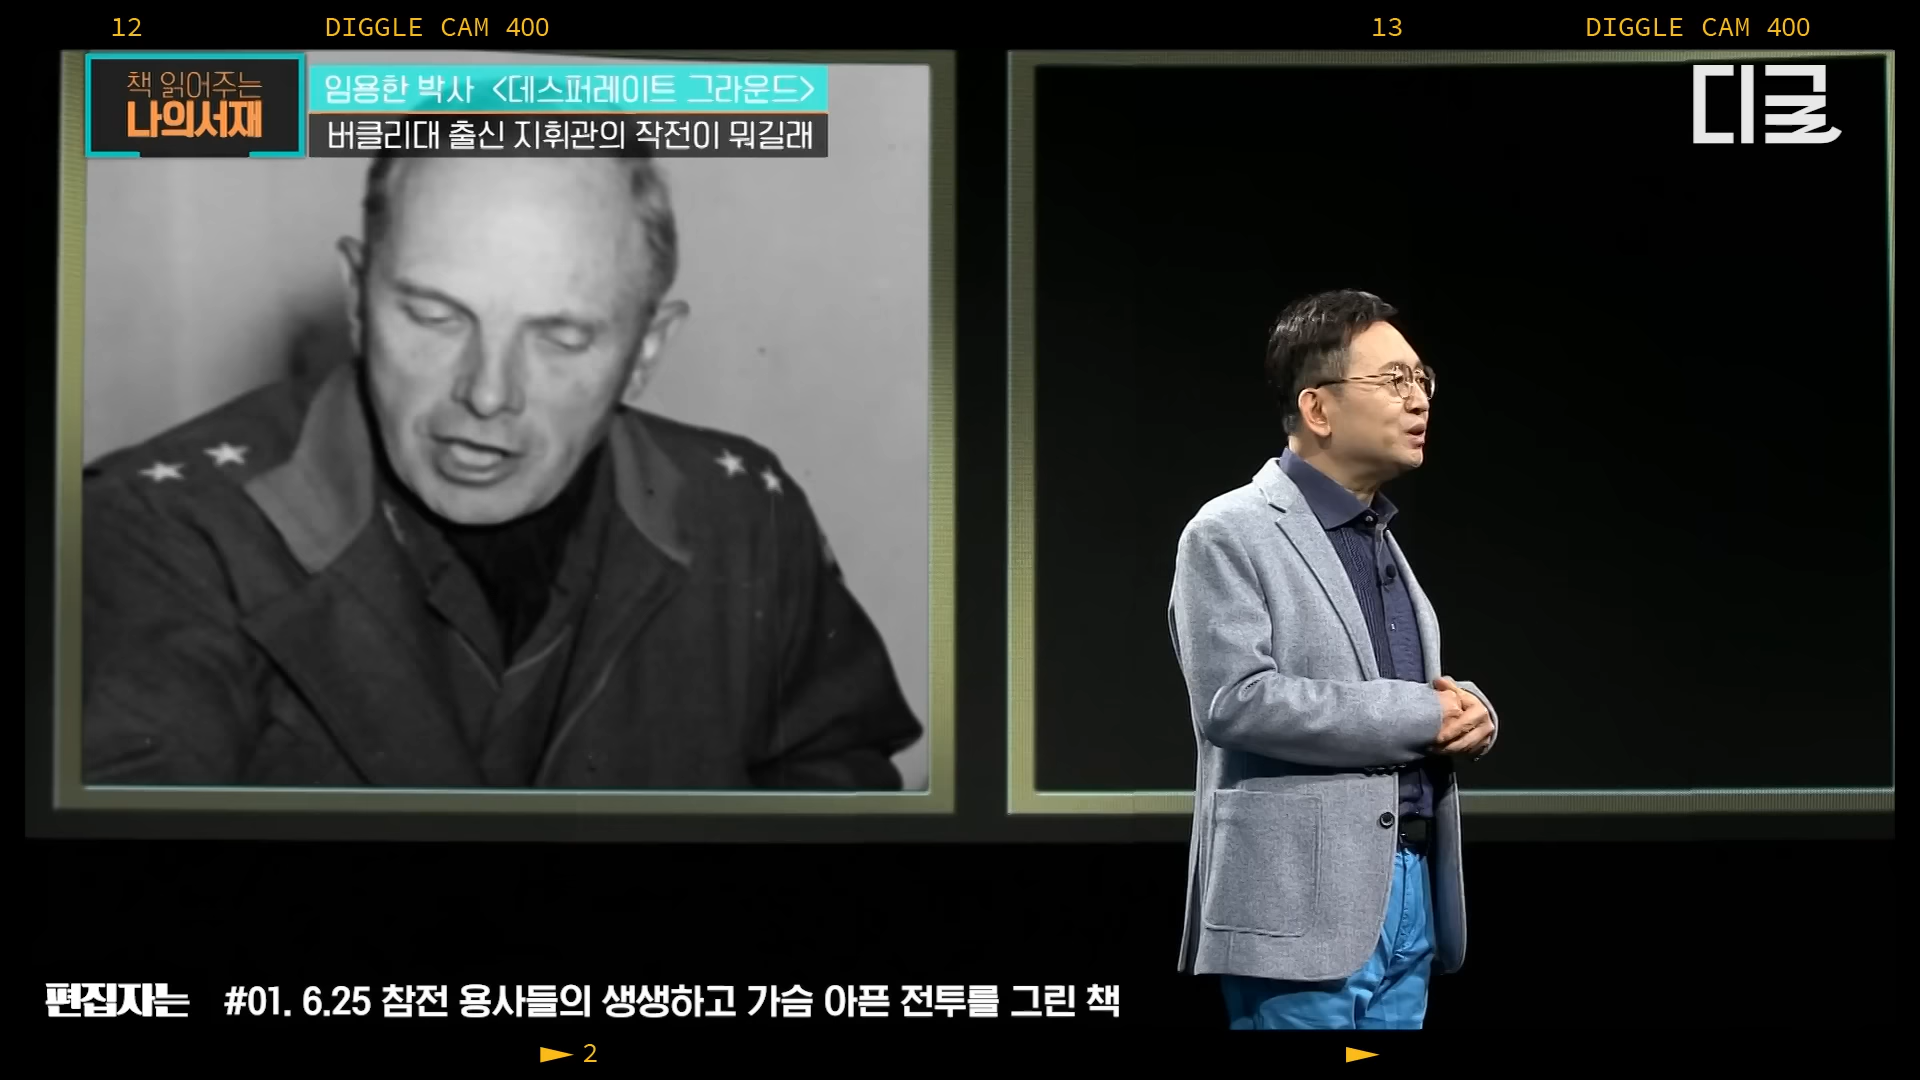 12 DIGGLE CAM 400 13 DIGGLE CAM 400
책 읽어주는
나의서재
임용한 박사 <데스퍼레이트 그라운드>
버클리대 출신 지휘관의 작전이 뭐길래
디글
편집자는 #01. 6.25 참전 용사들의 생생하고 가슴 아픈 전투를 그린 책
2